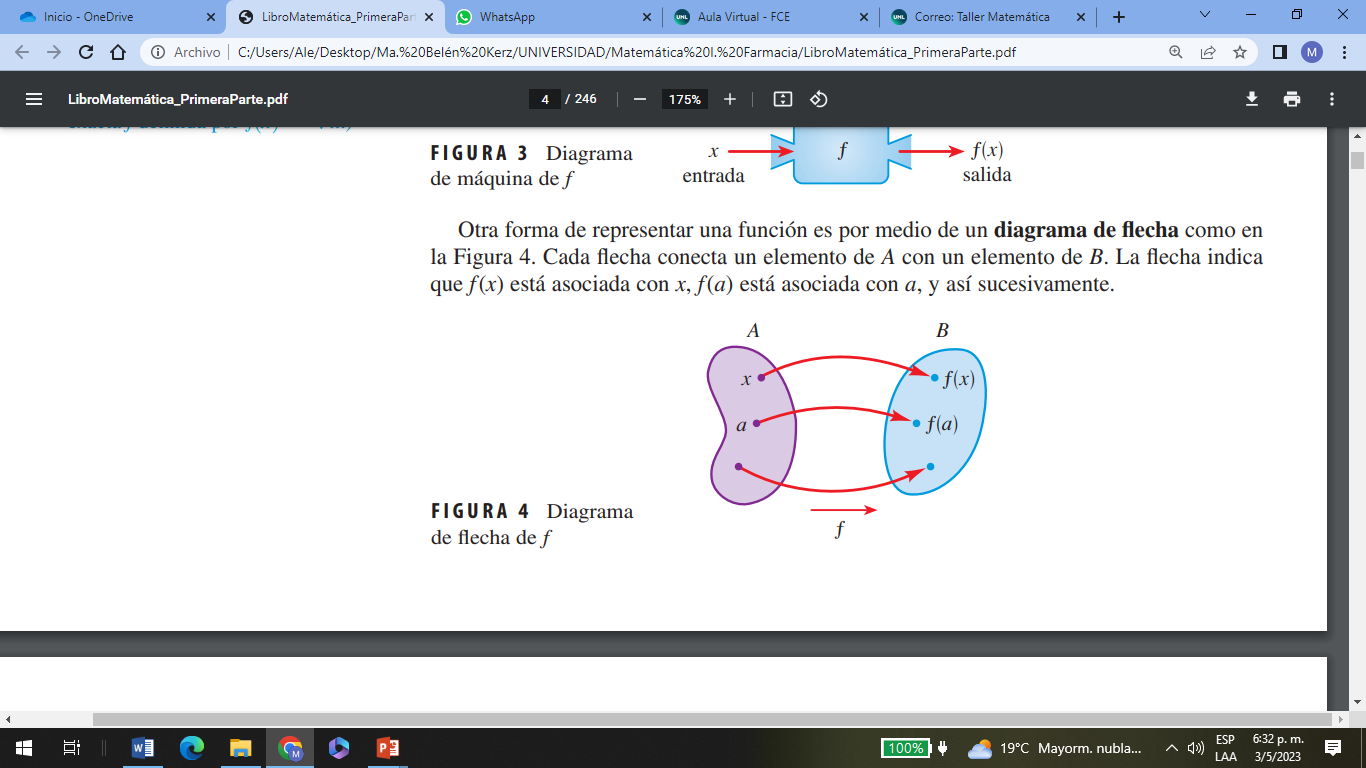 Inicio - OneDrive
LibroMatemática_PrimeraPar
WhatsApp
Aula Virtual - FCE
Correo: Taller Matemática
Archivo
C:/Users/Ale/Desktop/Ma.%20Belén%20Kerz/UNIVERSIDAD/Matemática%20I.%20Farmacia/LibroMatemática_PrimeraParte.pdf
M
LibroMatemática_PrimeraParte.pdf
4 / 246
175%
FIGURA 3 Diagrama
de máquina de f
x
entrada
f
f(x)
salida
Otra forma de representar una función es por medio de un diagrama de flecha como en
la Figura 4. Cada flecha conecta un elemento de A con un elemento de B. La flecha indica
que f(x) está asociada con x, f(a) está asociada con a, y así sucesivamente.
A
B
x
f(x)
a
f(a)
f
FIGURA 4 Diagrama
de flecha de f
100%
19°C Mayorm. nubla...
ESP
LAA
6:32 p. m.
3/5/2023